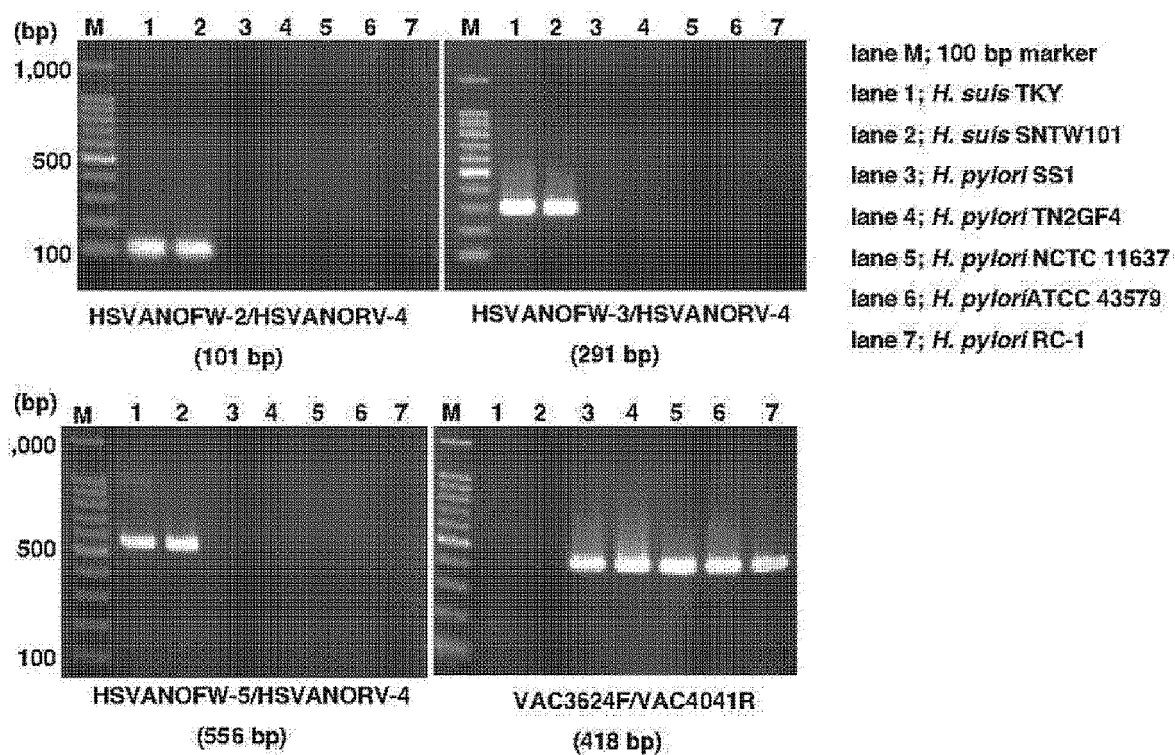 (bp) M 1 2 3 4 5 6 7 M 1 2 3 4 5 6 7
1,000
500
100
HSVANOFW-2/HSVANORV-4 HSVANOFW-3/HSVANORV-4
(101 bp) (291 bp)
lane M; 100 bp marker
lane 1; H. suis TKY
lane 2; H. suis SNTW101
lane 3; H. pylori SS1
lane 4; H. pylori TN2GF4
lane 5; H. pylori NCTC 11637
lane 6; H. pyloriATCC 43579
lane 7; H. pylori RC-1
(bp) M 1 2 3 4 5 6 7 M 1 2 3 4 5 6 7
,000
500
100
HSVANOFW-5/HSVANORV-4 VAC3624F/VAC4041R
(556 bp) (418 bp)